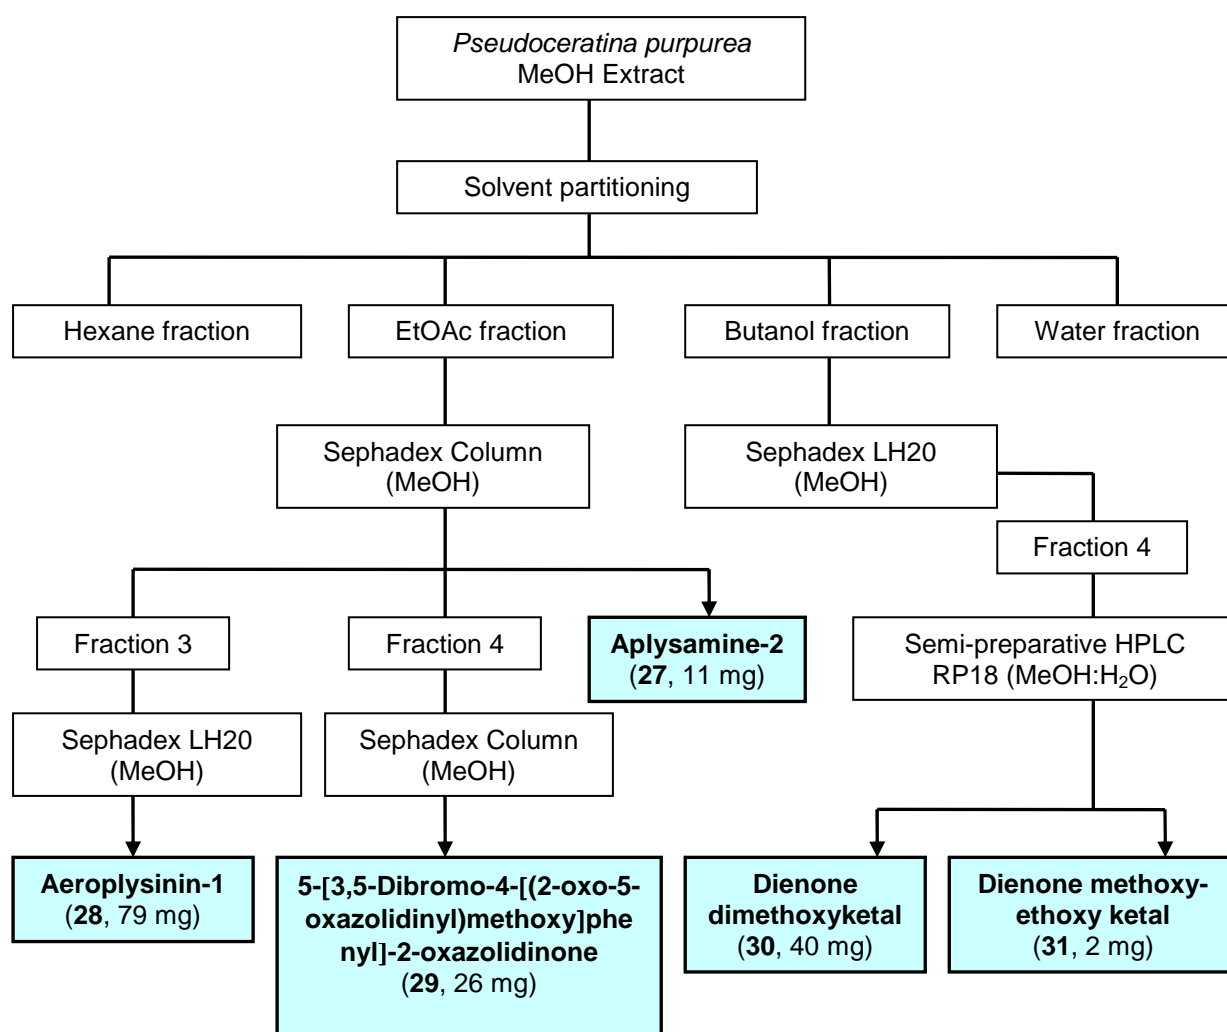 Pseudoceratina purpurea
MeOH Extract
Solvent partitioning
Hexane fraction
EtOAc fraction
Butanol fraction
Water fraction
Sephadex Column
(MeOH)
Sephadex LH20
(MeOH)
Fraction 4
Fraction 3
Fraction 4
Aplysamine-2
(27, 11 mg)
Semi-preparative HPLC
RP18 (MeOH:H₂O)
Sephadex LH20
(MeOH)
Sephadex Column
(MeOH)
Aeroplysinin-1
(28, 79 mg)
5-[3,5-Dibromo-4-[(2-oxo-5-
oxazolidinyl)methoxy]phe
nyl]-2-oxazolidinone
(29, 26 mg)
Dienone
dimethoxyketal
(30, 40 mg)
Dienone methoxy-
ethoxy ketal
(31, 2 mg)